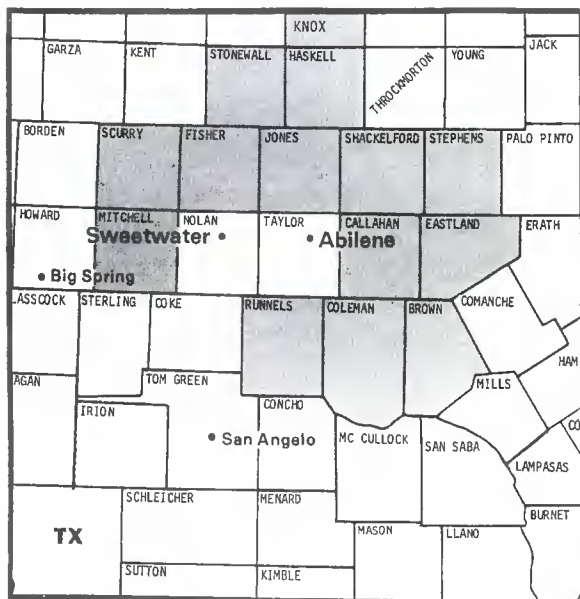 KNOX
GARZA KENT STONEWALL HASKELL THROCKMORTON YOUNG JACK
BORDEN SCURRY FISHER JONES SHACKELFORD STEPHENS PALO PINTO
HOWARD MITCHELL NOLAN TAYLOR CALLAHAN EASTLAND ERATH
Sweetwater • • Abilene
• Big Spring
LASSCOCK STERLING COKE RUNNELS COLEMAN BROWN COMANCHE
HAM
AGAN TOM GREEN MILLS
IRION CONCHO
• San Angelo MC CULLOCK SAN SABA CO
LAMPASAS
SCHLEICHER MENARD
BURNET
TX MASON LLANO
SUTTON KIMBLE